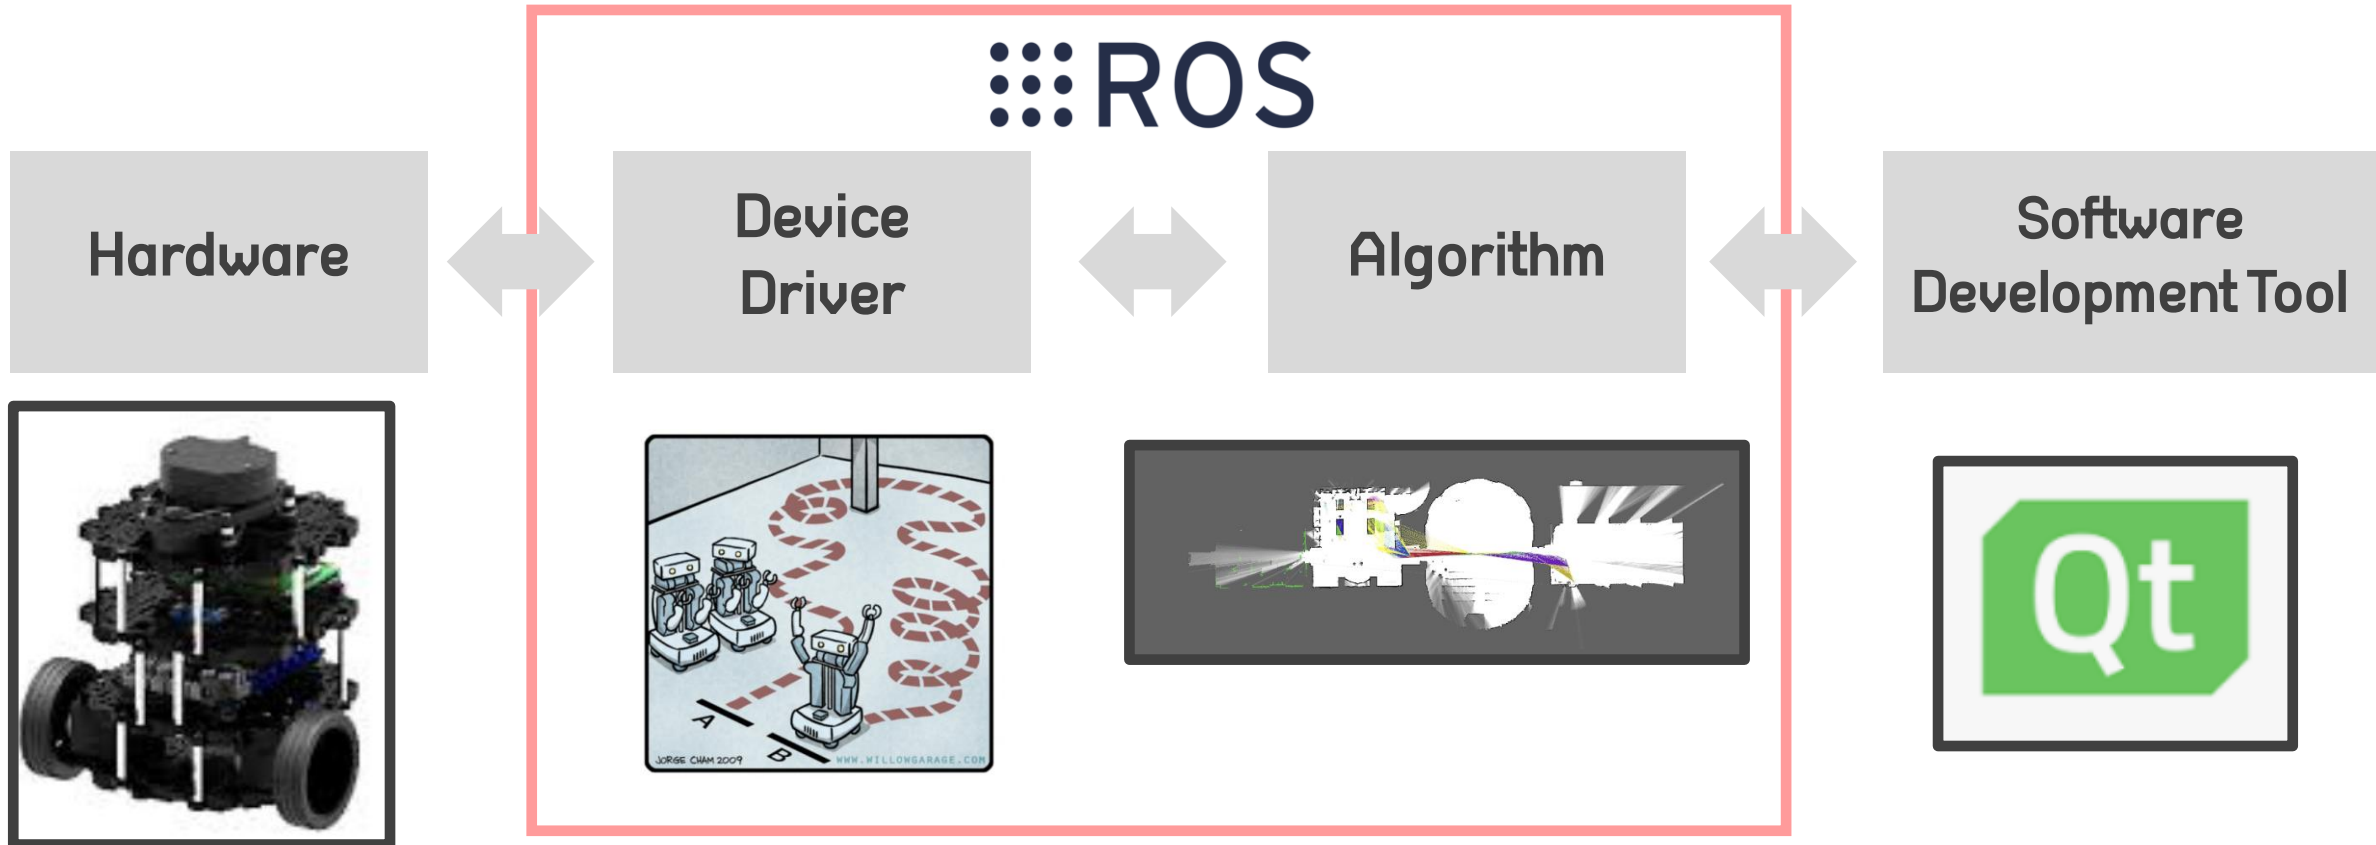 ROS
Hardware
Device
Driver
Algorithm
Software
Development Tool
A
B
JORGE CHAM 2009
WWW.WILLOWGARAGE.COM
Qt